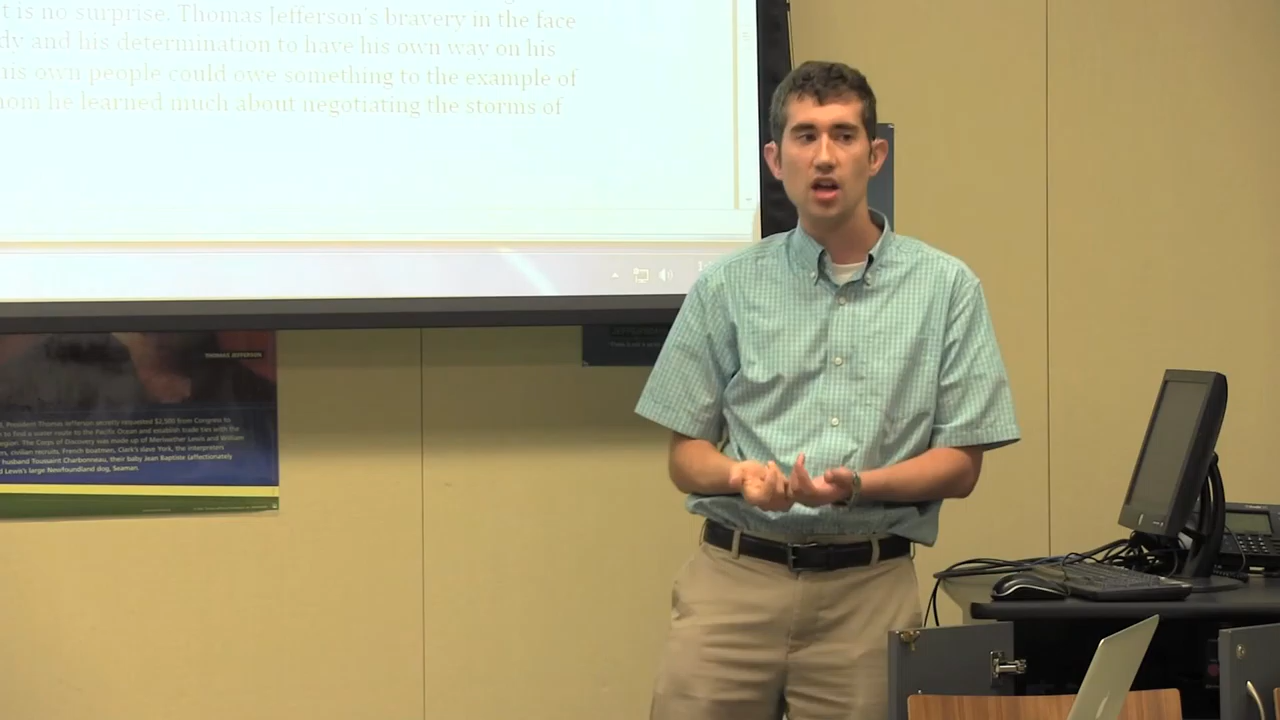 t is no surprise. Thomas Jefferson's bravery in the face
dy and his determination to have his own way on his
his own people could owe something to the example of
hom he learned much about negotiating the storms of
THOMAS JEFFERSON
, President Thomas Jefferson secretly requested $2,500 from Congress to
to find a water route to the Pacific Ocean and establish trade ties with the
egion. The Corps of Discovery was made up of Meriwether Lewis and William
rs, civilian recruits, French boatmen, Clark's slave York, the interpreters
husband Toussaint Charbonneau, their baby Jean Baptiste (affectionately
d Lewis's large Newfoundland dog, Seaman.